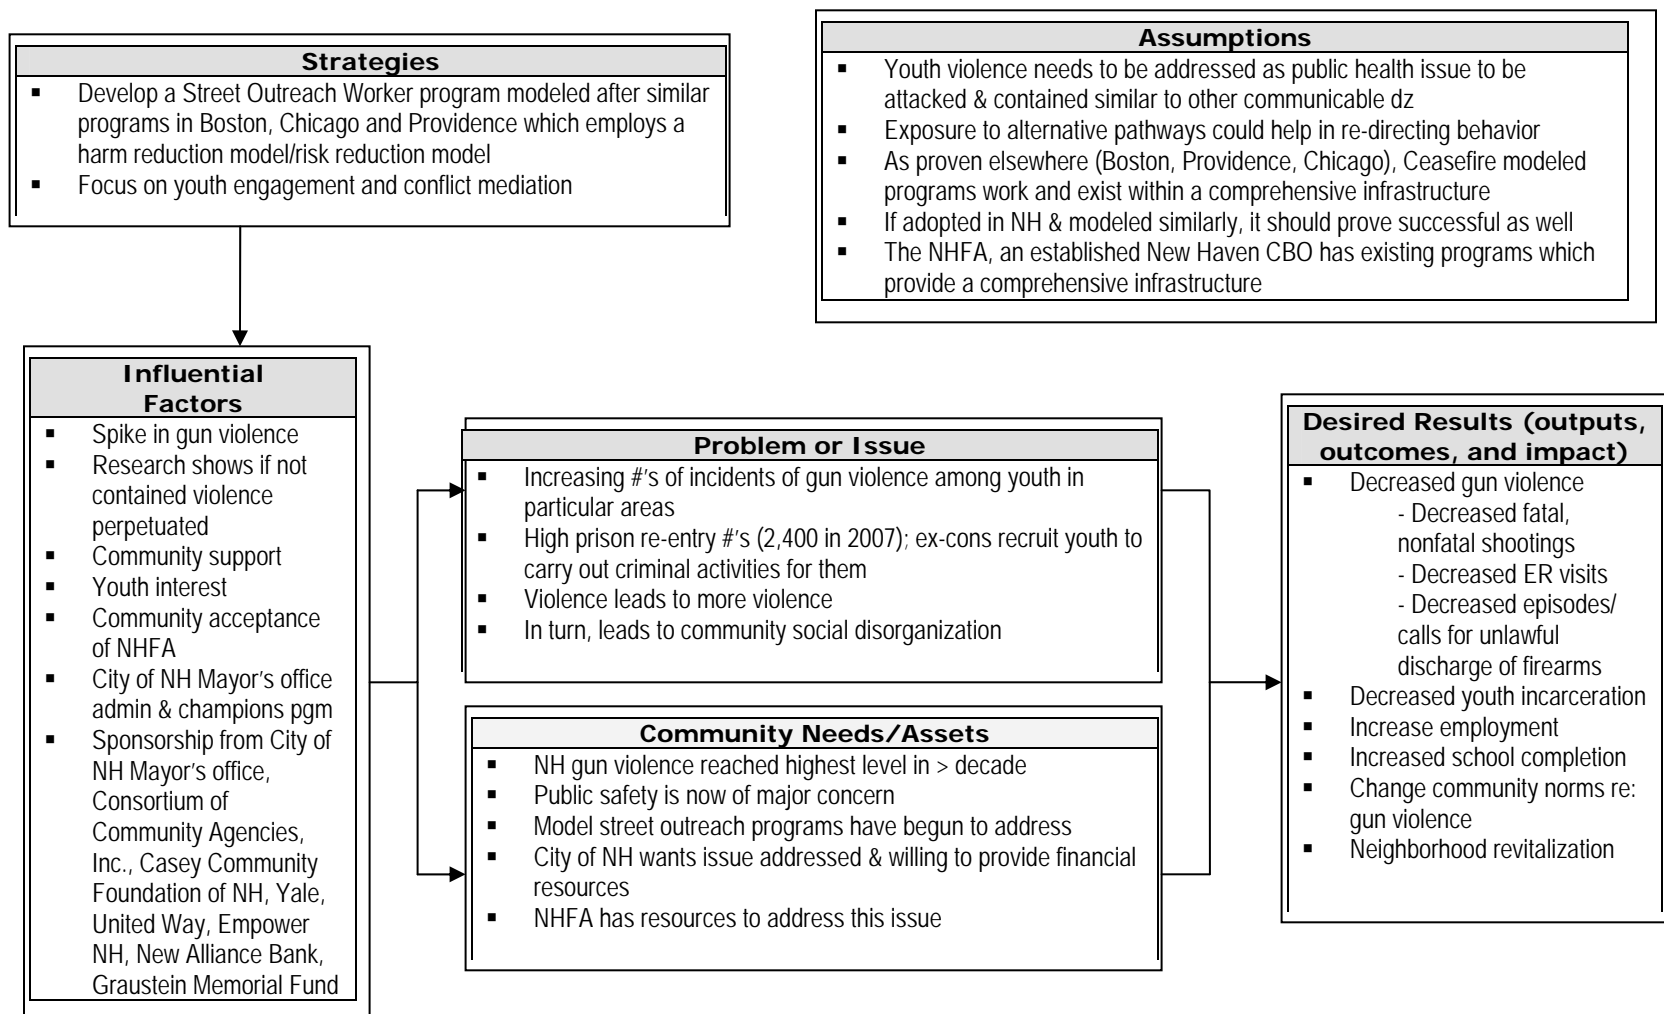 Strategies
▪ Develop a Street Outreach Worker program modeled after similar
programs in Boston, Chicago and Providence which employs a
harm reduction model/risk reduction model
▪ Focus on youth engagement and conflict mediation
Assumptions
▪ Youth violence needs to be addressed as public health issue to be
attacked & contained similar to other communicable dz
▪ Exposure to alternative pathways could help in re-directing behavior
▪ As proven elsewhere (Boston, Providence, Chicago), Ceasefire modeled
programs work and exist within a comprehensive infrastructure
▪ If adopted in NH & modeled similarly, it should prove successful as well
▪ The NHFA, an established New Haven CBO has existing programs which
provide a comprehensive infrastructure
Influential
Factors
▪ Spike in gun violence
▪ Research shows if not
contained violence
perpetuated
▪ Community support
▪ Youth interest
▪ Community acceptance
of NHFA
▪ City of NH Mayor's office
admin & champions pgm
▪ Sponsorship from City of
NH Mayor's office,
Consortium of
Community Agencies,
Inc., Casey Community
Foundation of NH, Yale,
United Way, Empower
NH, New Alliance Bank,
Graustein Memorial Fund
Problem or Issue
▪ Increasing #'s of incidents of gun violence among youth in
particular areas
▪ High prison re-entry #'s (2,400 in 2007); ex-cons recruit youth to
carry out criminal activities for them
▪ Violence leads to more violence
▪ In turn, leads to community social disorganization
Community Needs/Assets
▪ NH gun violence reached highest level in > decade
▪ Public safety is now of major concern
▪ Model street outreach programs have begun to address
▪ City of NH wants issue addressed & willing to provide financial
resources
▪ NHFA has resources to address this issue
Desired Results (outputs,
outcomes, and impact)
▪ Decreased gun violence
- Decreased fatal,
nonfatal shootings
- Decreased ER visits
- Decreased episodes/
calls for unlawful
discharge of firearms
▪ Decreased youth incarceration
▪ Increase employment
▪ Increased school completion
▪ Change community norms re:
gun violence
▪ Neighborhood revitalization